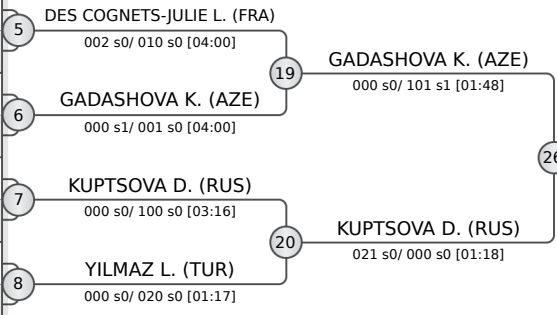 5
DES COGNETS-JULIE L. (FRA)
002 s0/ 010 s0 [04:00]
19
GADASHOVA K. (AZE)
000 s0/ 101 s1 [01:48]
6
GADASHOVA K. (AZE)
000 s1/ 001 s0 [04:00]
26
7
KUPTSOVA D. (RUS)
000 s0/ 100 s0 [03:16]
20
KUPTSOVA D. (RUS)
021 s0/ 000 s0 [01:18]
8
YILMAZ L. (TUR)
000 s0/ 020 s0 [01:17]